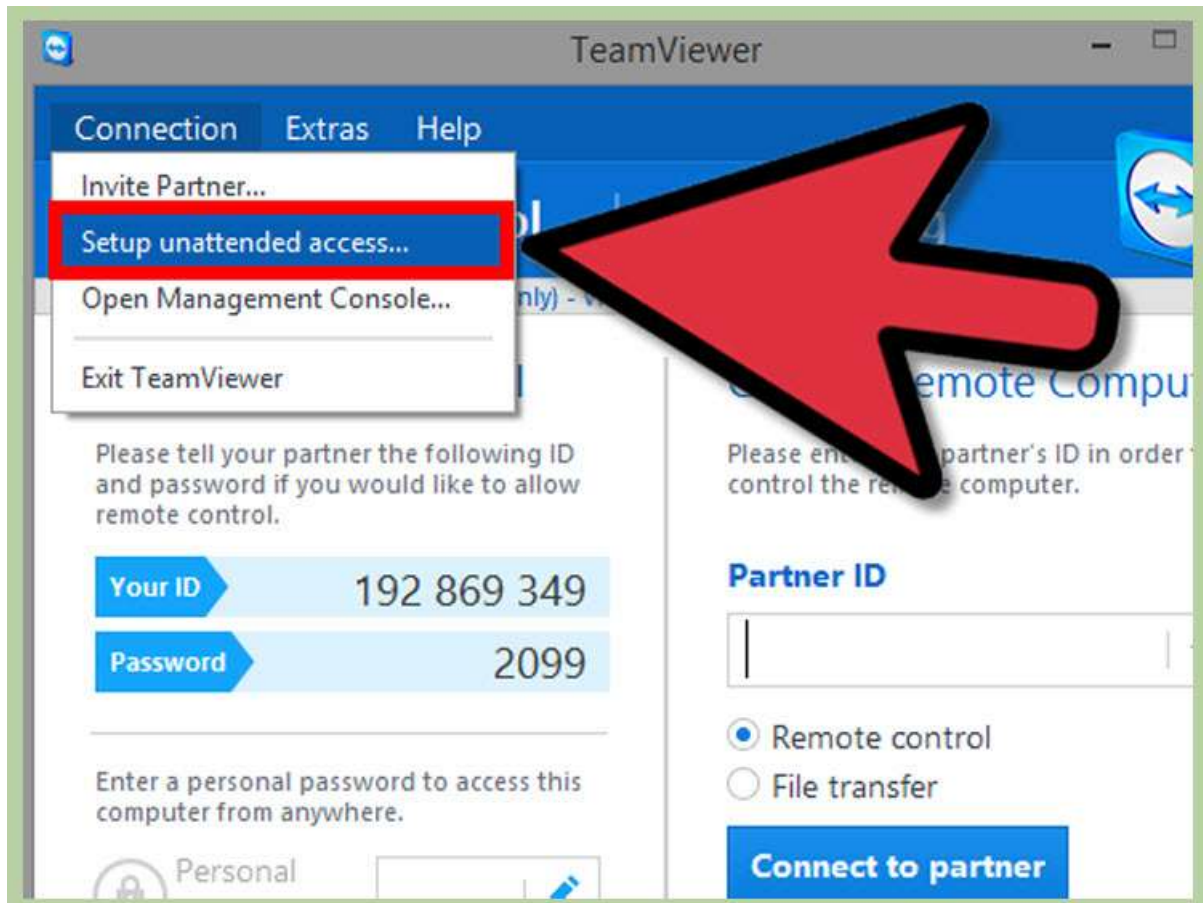 TeamViewer
Connection Extras Help
Invite Partner...
Setup unattended access...
Open Management Console...
nly) -
Exit TeamViewer
Please tell your partner the following ID
and password if you would like to allow
remote control.
Your ID 192 869 349
Password 2099
Enter a personal password to access this
computer from anywhere.
Personal
emote Compu
Please partner's ID in order
control the computer.
Partner ID
Remote control
File transfer
Connect to partner